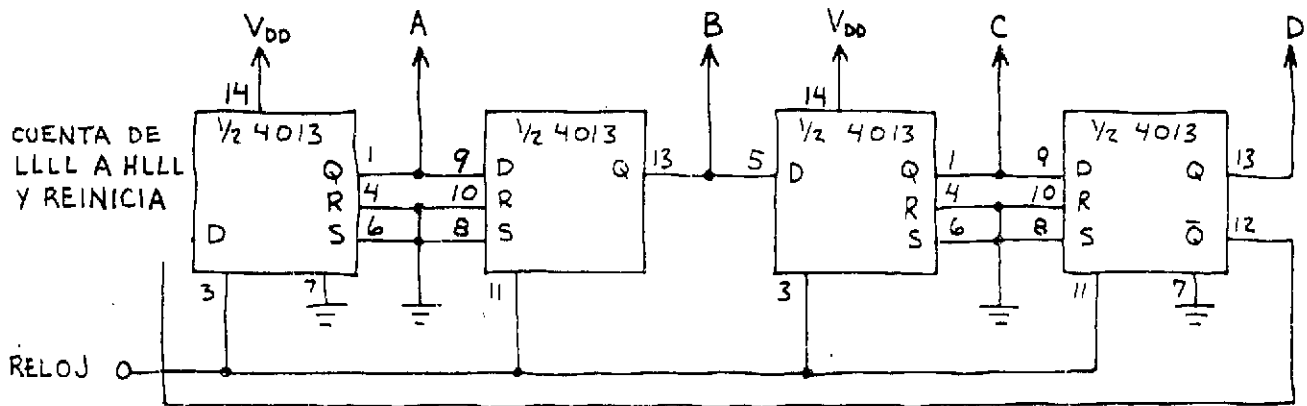 V_DD A B V_DD C D
14 14
1/2 4013 1/2 4013 1/2 4013 1/2 4013
CUENTA DE
LLLL A HLLL
Y REINICIA
Q 1 9 D Q 13 5 D Q 1 9 D Q 13
R 4 10 R R 4 10 R
S 6 8 S S 6 8 S Q̄ 12
D
3 7 11 3 11 7
RELOJ